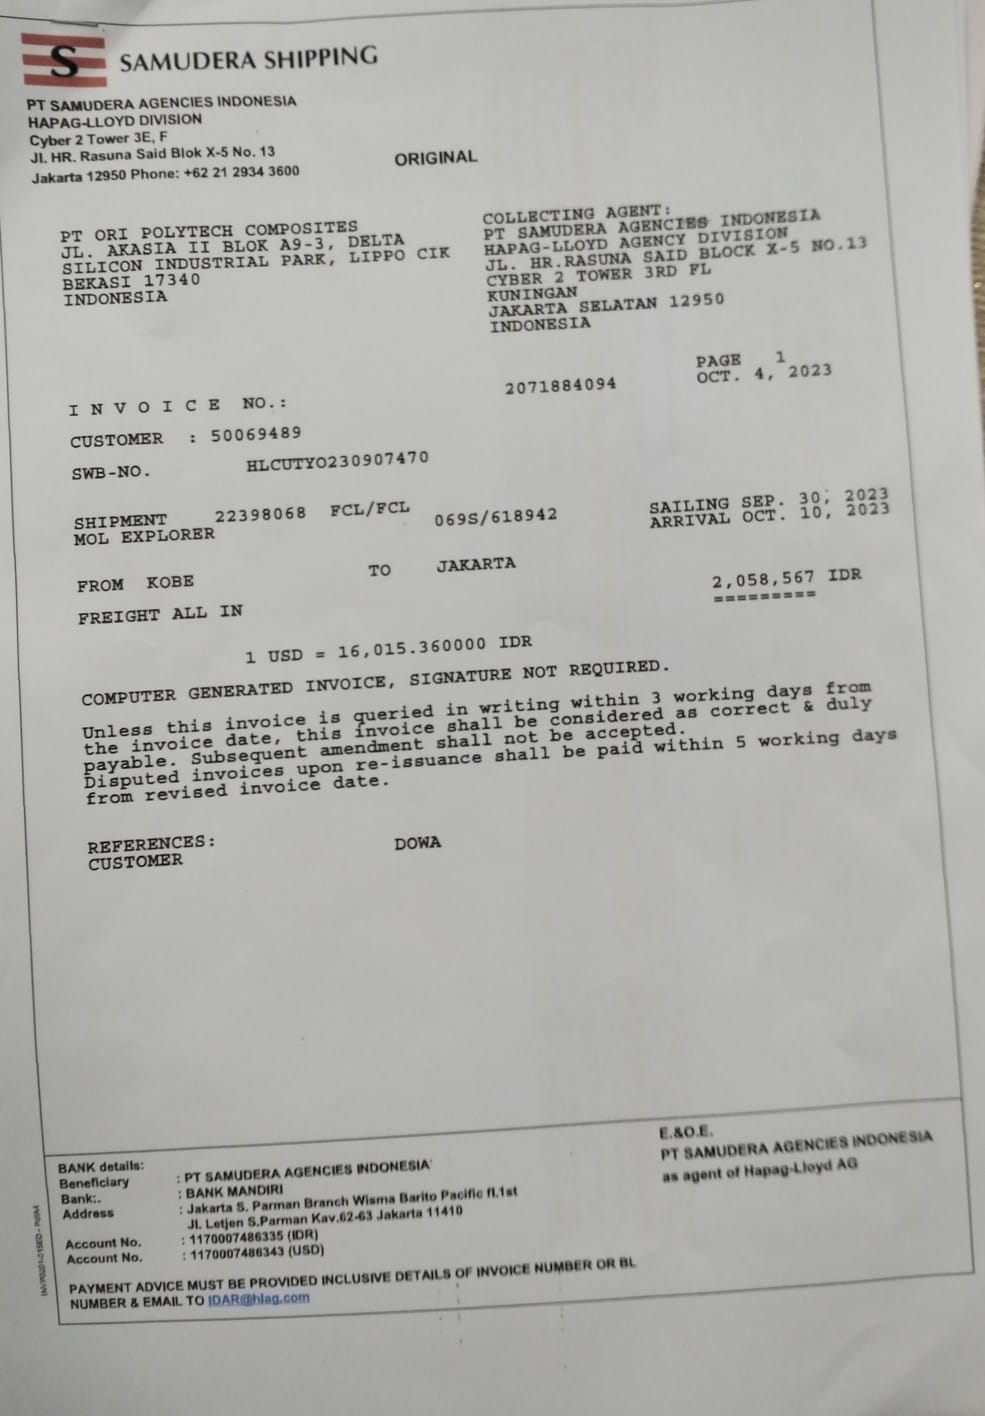 S SAMUDERA SHIPPING
PT SAMUDERA AGENCIES INDONESIA
HAPAG-LLOYD DIVISION
Cyber 2 Tower 3E, F
Jl. HR. Rasuna Said Blok X-5 No. 13
Jakarta 12950 Phone: +62 21 2934 3600
ORIGINAL
PT ORI POLYTECH COMPOSITES
JL. AKASIA II BLOK A9-3, DELTA
SILICON INDUSTRIAL PARK, LIPPO CIK
BEKASI 17340
INDONESIA
COLLECTING AGENT:
PT SAMUDERA AGENCIES INDONESIA
HAPAG-LLOYD AGENCY DIVISION
JL. HR.RASUNA SAID BLOCK X-5 NO.13
CYBER 2 TOWER 3RD FL
KUNINGAN
JAKARTA SELATAN 12950
INDONESIA
PAGE 1
I N V O I C E NO.: 2071884094 OCT. 4, 2023
CUSTOMER : 50069489
SWB-NO. HLCUTYO230907470
SHIPMENT 22398068 FCL/FCL SAILING SEP. 30, 2023
MOL EXPLORER 069S/618942 ARRIVAL OCT. 10, 2023
FROM KOBE TO JAKARTA
FREIGHT ALL IN 2,058,567 IDR
=========
1 USD = 16,015.360000 IDR
COMPUTER GENERATED INVOICE, SIGNATURE NOT REQUIRED.
Unless this invoice is queried in writing within 3 working days from
the invoice date, this invoice shall be considered as correct & duly
payable. Subsequent amendment shall not be accepted.
Disputed invoices upon re-issuance shall be paid within 5 working days
from revised invoice date.
REFERENCES:
CUSTOMER DOWA
E.&O.E.
PT SAMUDERA AGENCIES INDONESIA
as agent of Hapag-Lloyd AG
BANK details:
Beneficiary : PT SAMUDERA AGENCIES INDONESIA
Bank:. : BANK MANDIRI
Address : Jakarta S. Parman Branch Wisma Barito Pacific fl.1st
Jl. Letjen S.Parman Kav.62-63 Jakarta 11410
Account No. : 1170007486335 (IDR)
Account No. : 1170007486343 (USD)
PAYMENT ADVICE MUST BE PROVIDED INCLUSIVE DETAILS OF INVOICE NUMBER OR BL
NUMBER & EMAIL TO IDAR@hlag.com